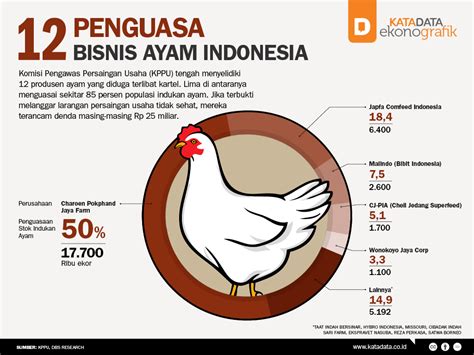 12 PENGUASA
BISNIS AYAM INDONESIA
D KATADATA
ekonografik
Komisi Pengawas Persaingan Usaha (KPPU) tengah menyelidiki
12 produsen ayam yang diduga terlibat kartel. Lima di antaranya
menguasai sekitar 85 persen populasi indukan ayam. Jika terbukti
melanggar larangan persaingan usaha tidak sehat, mereka
terancam denda masing-masing Rp 25 miliar.
Japfa Comfeed Indonesia
18,4
6.400
Malindo (Bibit Indonesia)
7,5
2.600
CJ-PIA (Cheil Jedang Superfeed)
5,1
1.700
Wonokoyo Jaya Corp
3,3
1.100
Lainnya*
14,9
5.192
Perusahaan
Charoen Pokphand
Jaya Farm
Penguasaan
Stok Indukan
Ayam
50%
17.700
Ribu ekor
*TAAT INDAH BERSINAR, HYBRO INDONESIA, MISSOURI, CIBADAK INDAH
SARI FARM, EKSPRAVET NASUBA, REZA PERKASA, SATWA BORNEO
SUMBER: KPPU, DBS RESEARCH
www.katadata.co.id